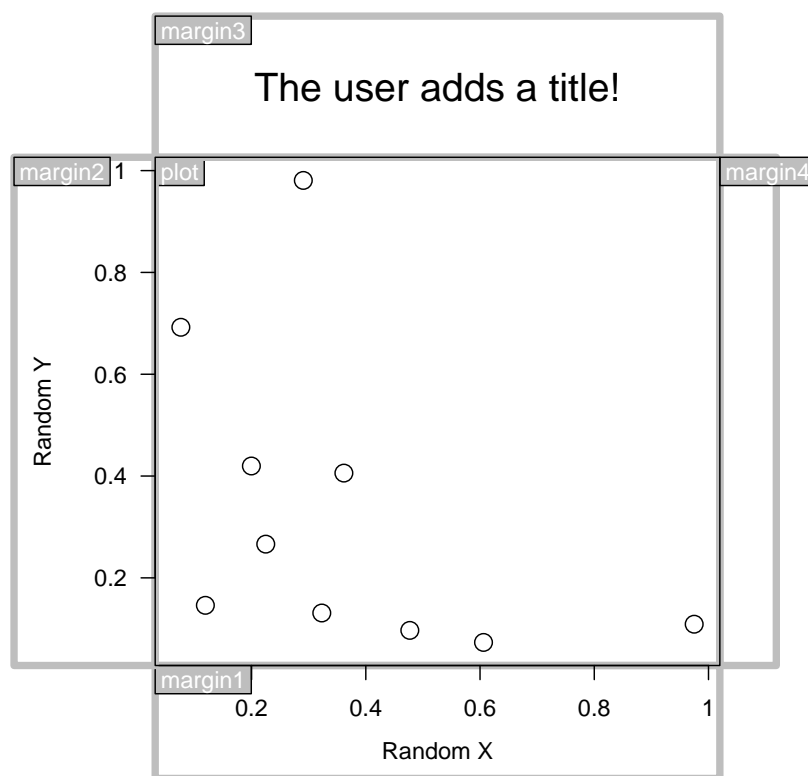 margin3
The user adds a title!
margin2
plot
margin4
1
0.8
0.6
0.4
0.2
Random Y
margin1
0.2 0.4 0.6 0.8 1
Random X